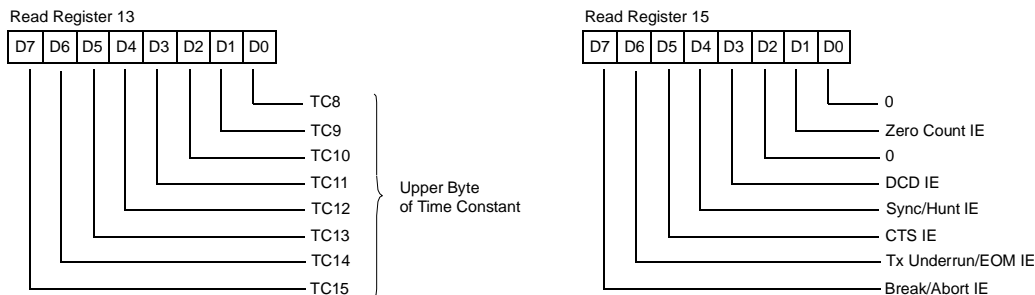 Read Register 13
D7 D6 D5 D4 D3 D2 D1 D0
TC8
TC9
TC10
TC11
TC12
TC13
TC14
TC15
Upper Byte
of Time Constant
Read Register 15
D7 D6 D5 D4 D3 D2 D1 D0
0
Zero Count IE
0
DCD IE
Sync/Hunt IE
CTS IE
Tx Underrun/EOM IE
Break/Abort IE